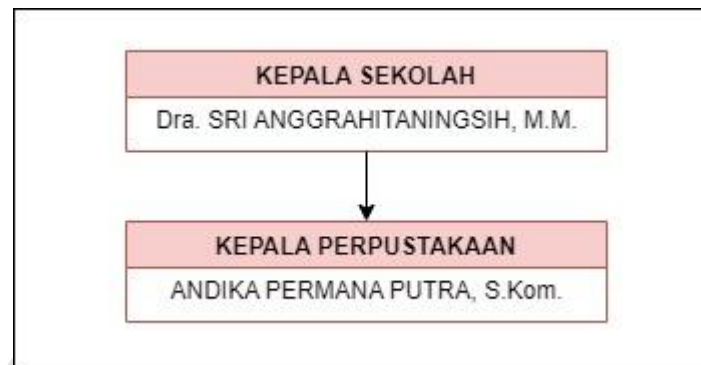 KEPALA SEKOLAH
Dra. SRI ANGGRAHITANINGSIH, M.M.
KEPALA PERPUSTAKAAN
ANDIKA PERMANA PUTRA, S.Kom.